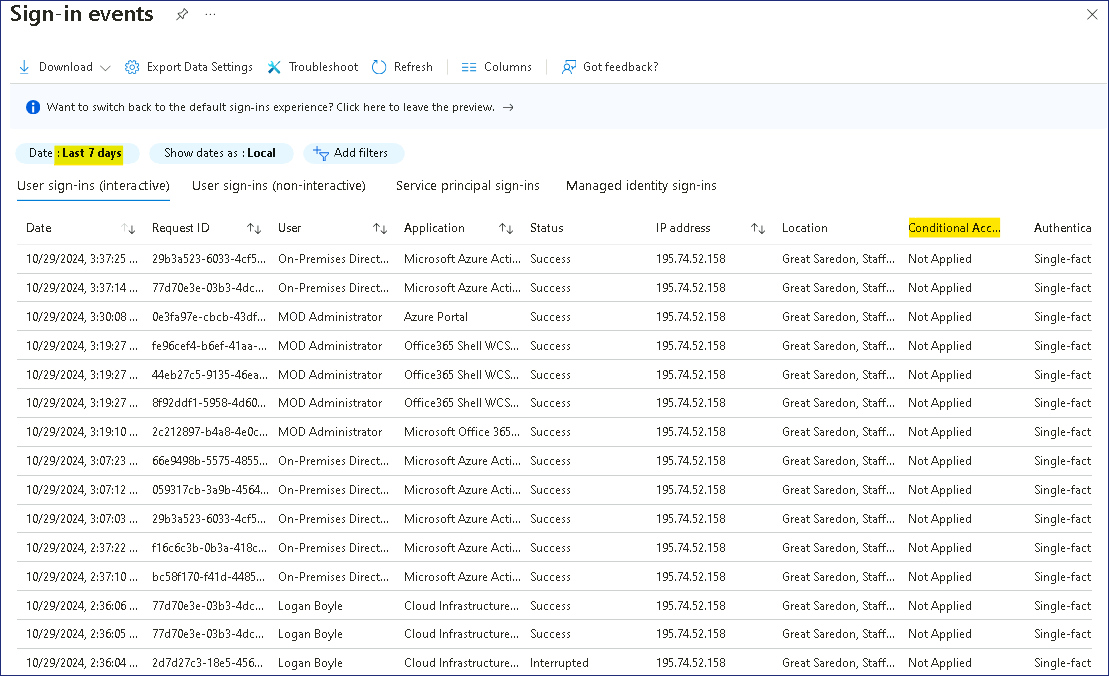 Sign-in events ...
Download Export Data Settings Troubleshoot Refresh Columns Got feedback?
Want to switch back to the default sign-ins experience? Click here to leave the preview. →
Date : Last 7 days Show dates as : Local Add filters
User sign-ins (interactive) User sign-ins (non-interactive) Service principal sign-ins Managed identity sign-ins
Date Request ID User Application Status IP address Location Conditional Acc... Authentica
10/29/2024, 3:37:25 ... 29b3a523-6033-4cf5... On-Premises Direct... Microsoft Azure Acti... Success 195.74.52.158 Great Saredon, Staff... Not Applied Single-fact
10/29/2024, 3:37:14 ... 77d70e3e-03b3-4dc... On-Premises Direct... Microsoft Azure Acti... Success 195.74.52.158 Great Saredon, Staff... Not Applied Single-fact
10/29/2024, 3:30:08 ... 0e3fa97e-cbcb-43df... MOD Administrator Azure Portal Success 195.74.52.158 Great Saredon, Staff... Not Applied Single-fact
10/29/2024, 3:19:27 ... fe96cef4-b6ef-41aa-... MOD Administrator Office365 Shell WCS... Success 195.74.52.158 Great Saredon, Staff... Not Applied Single-fact
10/29/2024, 3:19:27 ... 44eb27c5-9135-46ea... MOD Administrator Office365 Shell WCS... Success 195.74.52.158 Great Saredon, Staff... Not Applied Single-fact
10/29/2024, 3:19:27 ... 8f92ddf1-5958-4d60... MOD Administrator Office365 Shell WCS... Success 195.74.52.158 Great Saredon, Staff... Not Applied Single-fact
10/29/2024, 3:19:10 ... 2c212897-b4a8-4e0c... MOD Administrator Microsoft Office 365... Success 195.74.52.158 Great Saredon, Staff... Not Applied Single-fact
10/29/2024, 3:07:23 ... 66e9498b-5575-4855... On-Premises Direct... Microsoft Azure Acti... Success 195.74.52.158 Great Saredon, Staff... Not Applied Single-fact
10/29/2024, 3:07:12 ... 059317cb-3a9b-4564... On-Premises Direct... Microsoft Azure Acti... Success 195.74.52.158 Great Saredon, Staff... Not Applied Single-fact
10/29/2024, 3:07:03 ... 29b3a523-6033-4cf5... On-Premises Direct... Microsoft Azure Acti... Success 195.74.52.158 Great Saredon, Staff... Not Applied Single-fact
10/29/2024, 2:37:22 ... f16c6c3b-0b3a-418c... On-Premises Direct... Microsoft Azure Acti... Success 195.74.52.158 Great Saredon, Staff... Not Applied Single-fact
10/29/2024, 2:37:10 ... bc58f170-f41d-4485... On-Premises Direct... Microsoft Azure Acti... Success 195.74.52.158 Great Saredon, Staff... Not Applied Single-fact
10/29/2024, 2:36:06 ... 77d70e3e-03b3-4dc... Logan Boyle Cloud Infrastructure... Success 195.74.52.158 Great Saredon, Staff... Not Applied Single-fact
10/29/2024, 2:36:05 ... 77d70e3e-03b3-4dc... Logan Boyle Cloud Infrastructure... Success 195.74.52.158 Great Saredon, Staff... Not Applied Single-fact
10/29/2024, 2:36:04 ... 2d7d27c3-18e5-456... Logan Boyle Cloud Infrastructure... Interrupted 195.74.52.158 Great Saredon, Staff... Not Applied Single-fact